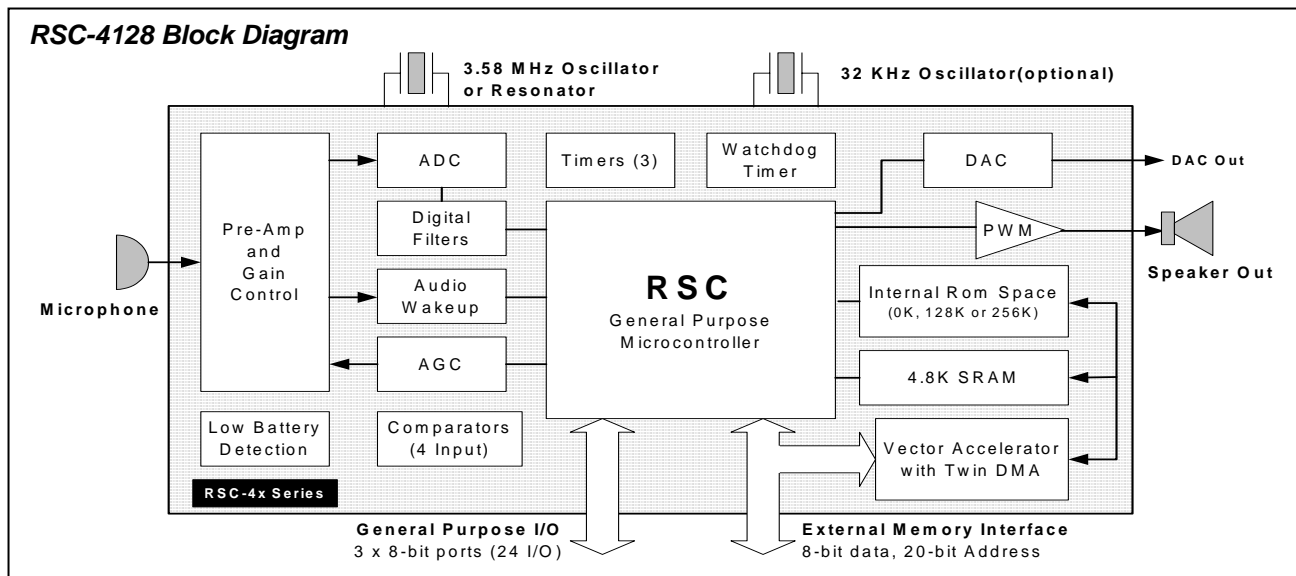 RSC-4128 Block Diagram
3.58 MHz Oscillator
or Resonator
32 KHz Oscillator(optional)
Pre-Amp
and
Gain
Control
ADC
Timers (3)
Watchdog
Timer
DAC
DAC Out
Digital
Filters
PWM
Speaker Out
Microphone
Audio
Wakeup
RSC
General Purpose
Microcontroller
Internal Rom Space
(0K, 128K or 256K)
AGC
4.8K SRAM
Low Battery
Detection
Comparators
(4 Input)
Vector Accelerator
with Twin DMA
RSC-4x Series
General Purpose I/O
3 x 8-bit ports (24 I/O)
External Memory Interface
8-bit data, 20-bit Address